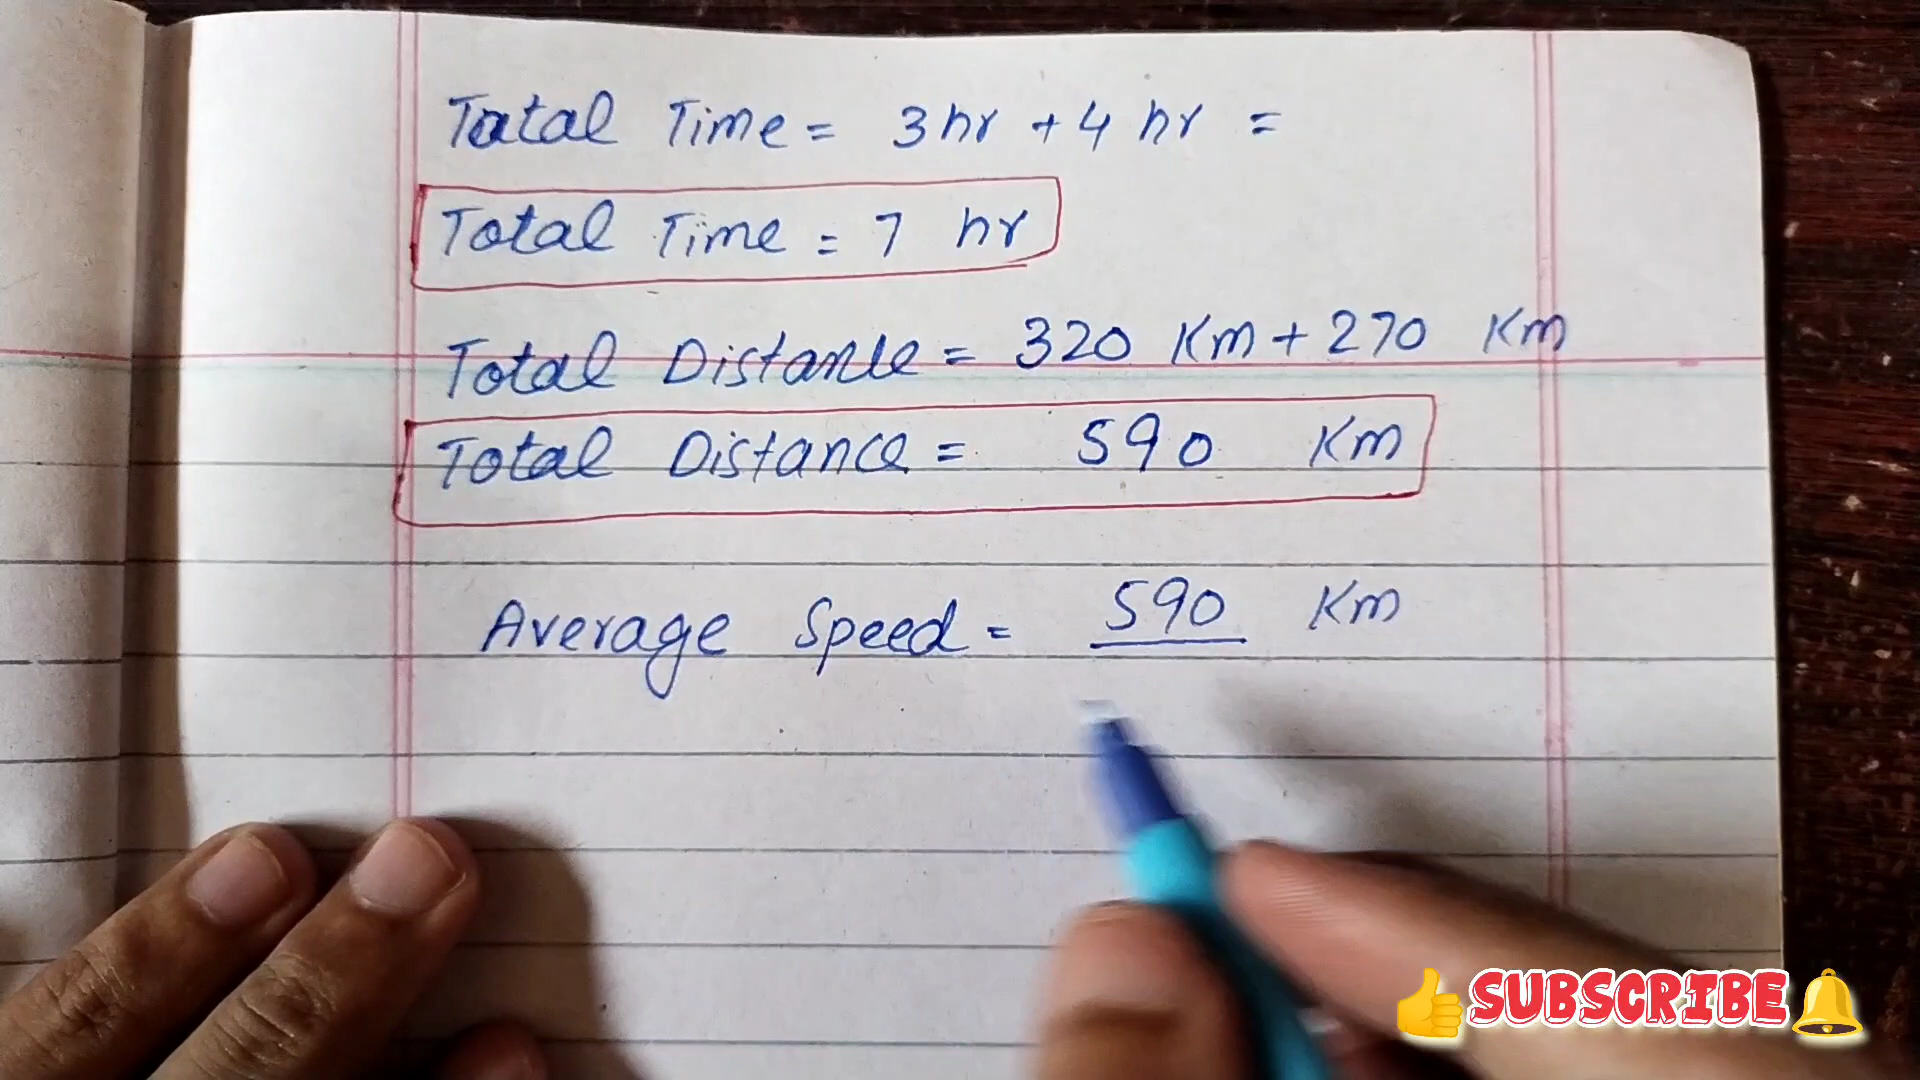 Total Time = 3 hr + 4 hr =
Total Time = 7 hr
Total Distance = 320 Km + 270 Km
Total Distance = 590 Km
Average Speed = 590 Km
SUBSCRIBE